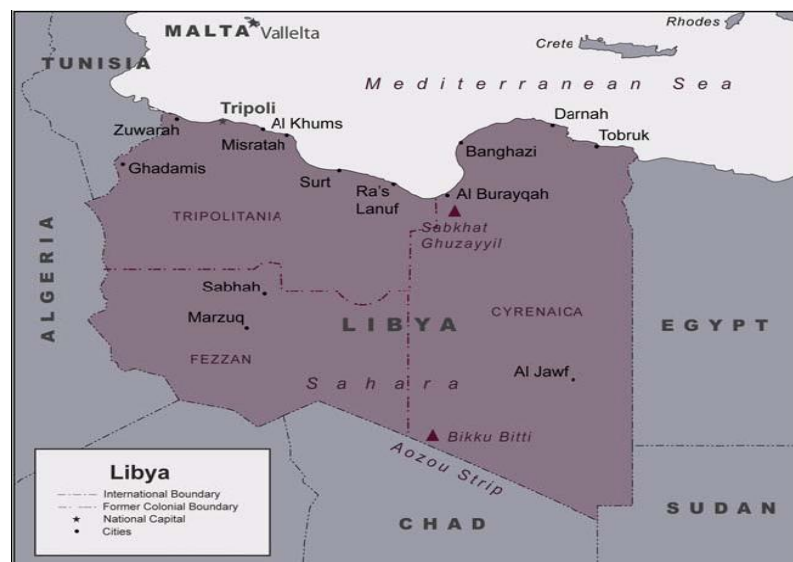 MALTA
Vallelta
Rhodes
Crete
TUNISIA
Mediterranean Sea
Tripoli
Darnah
Zuwarah
Al Khums
Misratah
Tobruk
Banghazi
Ghadamis
Surt
Ra's
Lanuf
Al Burayqah
TRIPOLITANIA
Sabkhat
Ghuzayyil
ALGERIA
Sabhah
Marzuq
LIBYA
CYRENAICA
EGYPT
FEZZAN
Sahara
Al Jawf
Bikku Bitti
Aozou Strip
Libya
International Boundary
Former Colonial Boundary
National Capital
Cities
CHAD
SUDAN